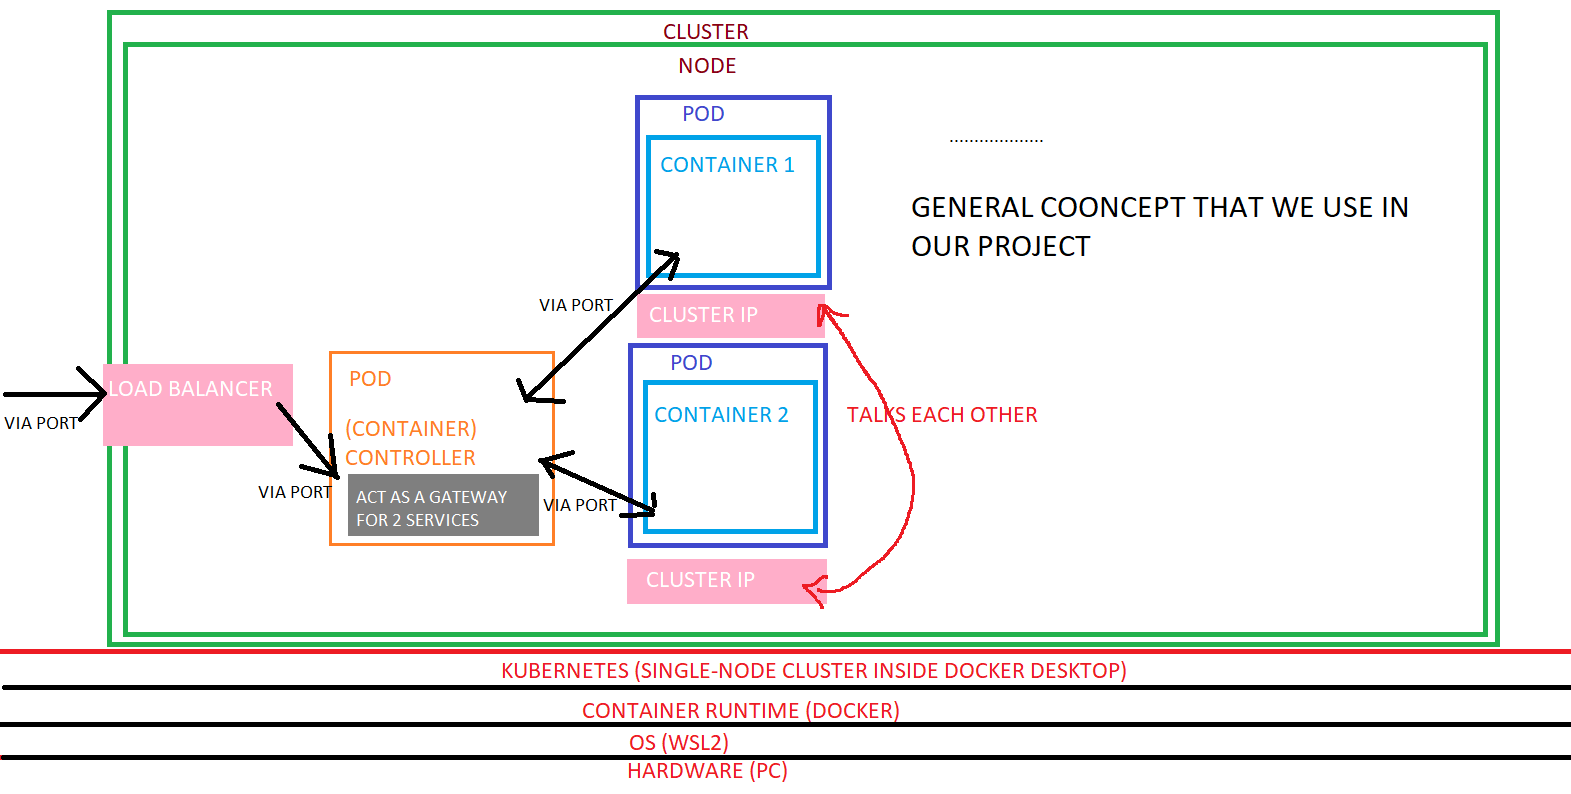 CLUSTER
NODE
POD
CONTAINER 1
...................
GENERAL COONCEPT THAT WE USE IN
OUR PROJECT
VIA PORT
CLUSTER IP
POD
CONTAINER 2
TALKS EACH OTHER
LOAD BALANCER
VIA PORT
POD
(CONTAINER)
CONTROLLER
VIA PORT
ACT AS A GATEWAY
FOR 2 SERVICES
VIA PORT
CLUSTER IP
KUBERNETES (SINGLE-NODE CLUSTER INSIDE DOCKER DESKTOP)
CONTAINER RUNTIME (DOCKER)
OS (WSL2)
HARDWARE (PC)